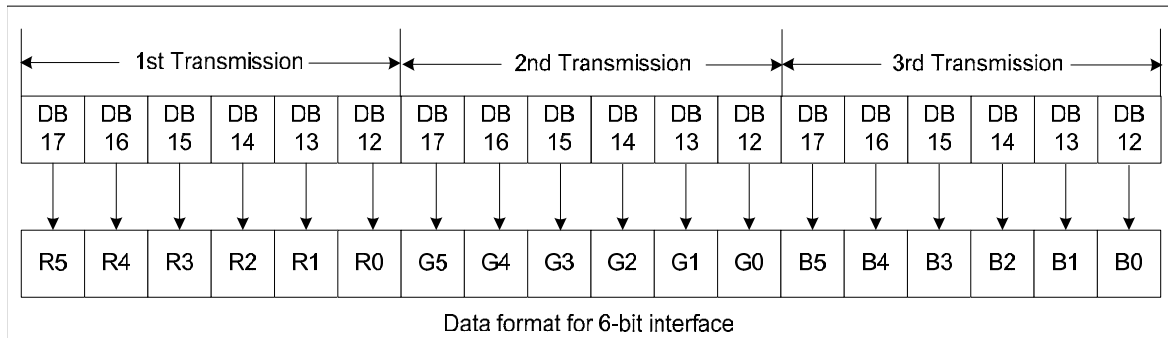 1st Transmission 2nd Transmission 3rd Transmission
DB DB DB DB DB DB DB DB DB DB DB DB DB DB DB DB DB DB
17 16 15 14 13 12 17 16 15 14 13 12 17 16 15 14 13 12
R5 R4 R3 R2 R1 R0 G5 G4 G3 G2 G1 G0 B5 B4 B3 B2 B1 B0
Data format for 6-bit interface